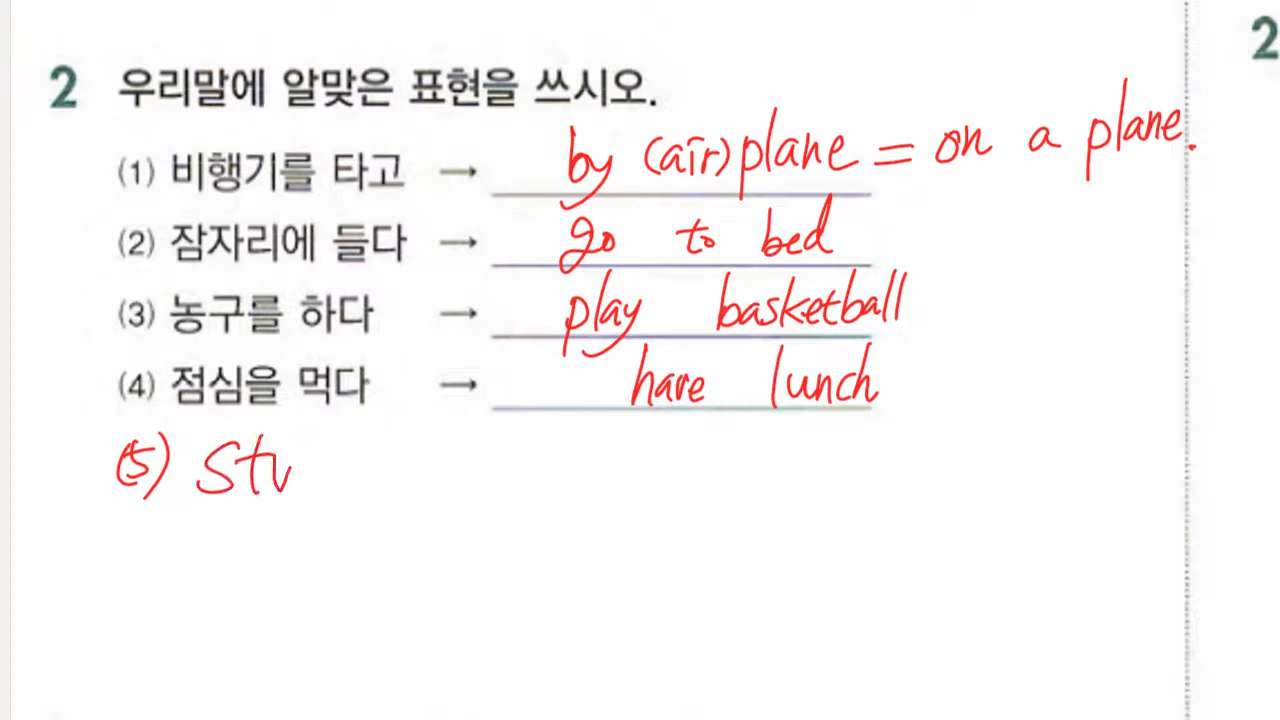 2 우리말에 알맞은 표현을 쓰시오.
(1) 비행기를 타고 → by (air)plane = on a plane.
(2) 잠자리에 들다 → go to bed
(3) 농구를 하다 → play basketball
(4) 점심을 먹다 → have lunch
(5) stu
2